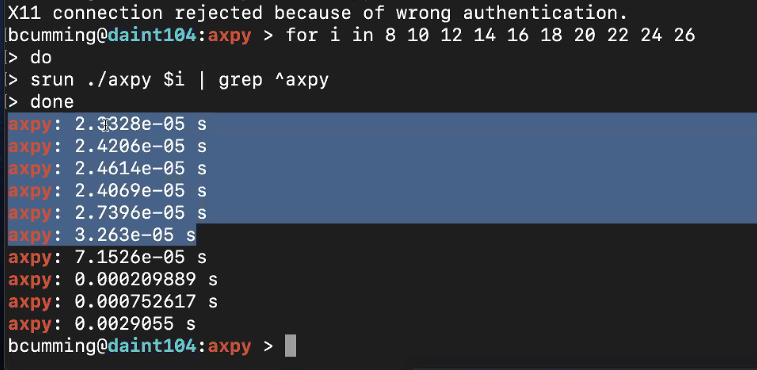 X11 connection rejected because of wrong authentication.
bcumming@daint104:axpy > for i in 8 10 12 14 16 18 20 22 24 26
> do
> srun ./axpy $i | grep ^axpy
> done
axpy: 2.3328e-05 s
axpy: 2.4206e-05 s
axpy: 2.4614e-05 s
axpy: 2.4069e-05 s
axpy: 2.7396e-05 s
axpy: 3.263e-05 s
axpy: 7.1526e-05 s
axpy: 0.000209889 s
axpy: 0.000752617 s
axpy: 0.0029055 s
bcumming@daint104:axpy >